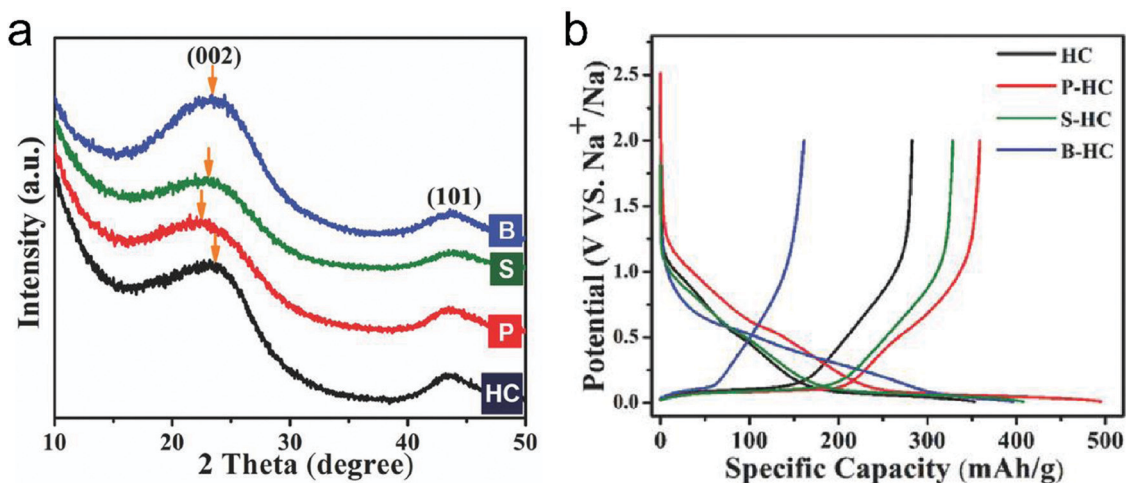 a
(002)
(101)
B
S
P
HC
Intensity (a.u.)
10
20
30
40
50
2 Theta (degree)
b
HC
P-HC
S-HC
B-HC
2.5
2.0
1.5
1.0
0.5
0.0
Potential (V VS. Na⁺/Na)
0
100
200
300
400
500
Specific Capacity (mAh/g)